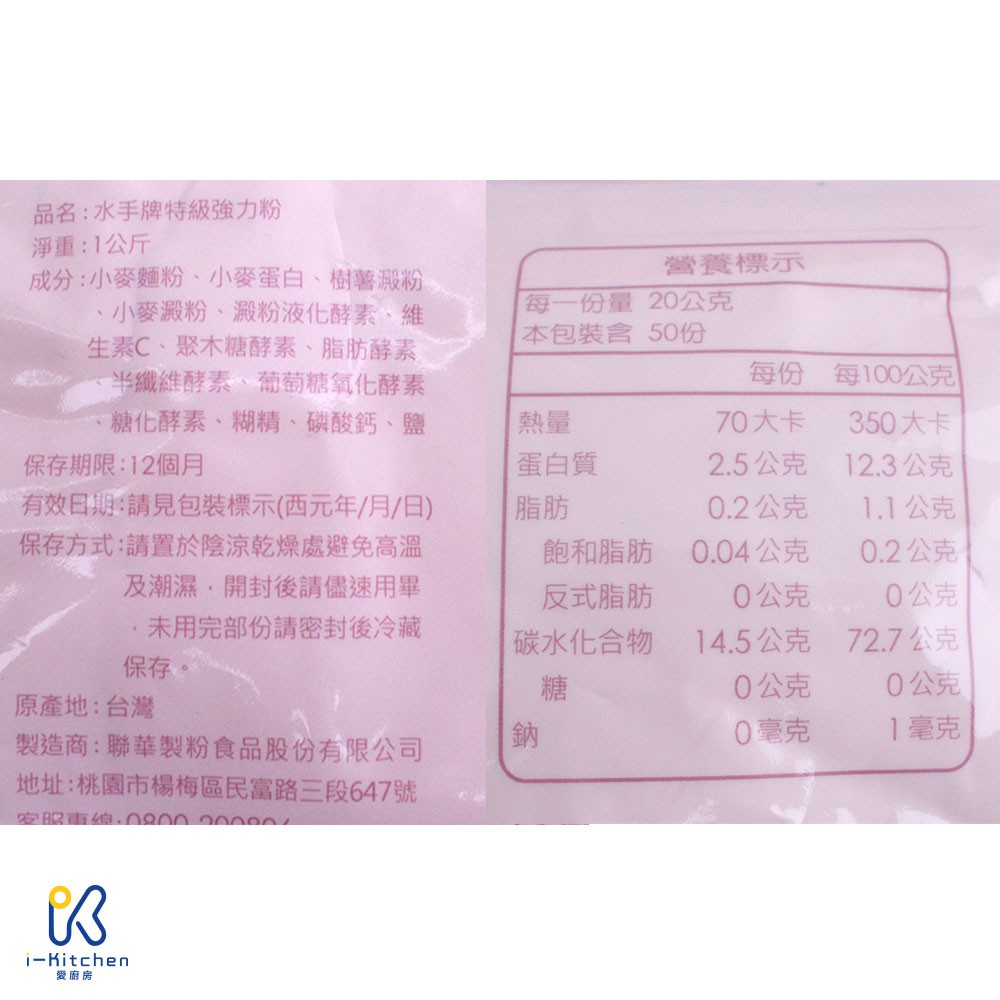 品名:水手牌特級強力粉
淨重:1公斤
成分:小麥麵粉、小麥蛋白、樹薯澱粉
、小麥澱粉、澱粉液化酵素、維
生素C、聚木糖酵素、脂肪酵素
、半纖維酵素、葡萄糖氧化酵素
、糖化酵素、糊精、磷酸鈣、鹽
保存期限:12個月
有效日期:請見包裝標示(西元年/月/日)
保存方式:請置於陰涼乾燥處避免高溫
及潮濕，開封後請儘速用畢
，未用完部份請密封後冷藏
保存。
原產地:台灣
製造商:聯華製粉食品股份有限公司
地址:桃園市楊梅區民富路三段647號
客服專線:0800
營養標示
每一份量 20公克
本包裝含 50份
每份 每100公克
熱量 70大卡 350大卡
蛋白質 2.5公克 12.3公克
脂肪 0.2公克 1.1公克
飽和脂肪 0.04公克 0.2公克
反式脂肪 0公克 0公克
碳水化合物 14.5公克 72.7公克
糖 0公克 0公克
鈉 0毫克 1毫克
i-Kitchen
愛廚房